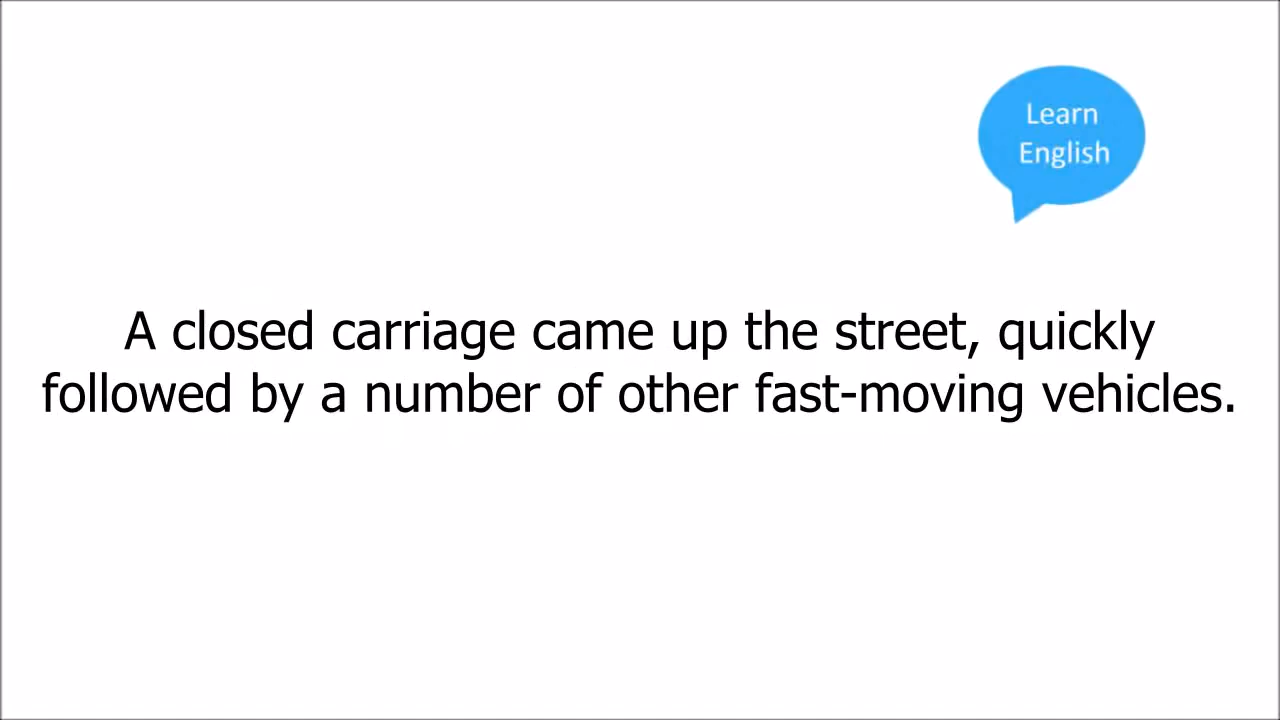 Learn
English
A closed carriage came up the street, quickly
followed by a number of other fast-moving vehicles.